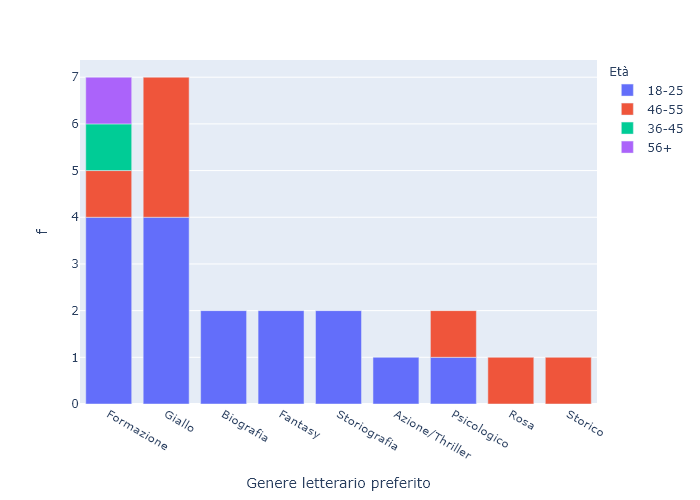 Età
18-25
46-55
36-45
56+
7
6
5
4
3
2
1
0
f
Formazione
Giallo
Biografia
Fantasy
Storiografia
Azione/Thriller
Psicologico
Rosa
Storico
Genere letterario preferito